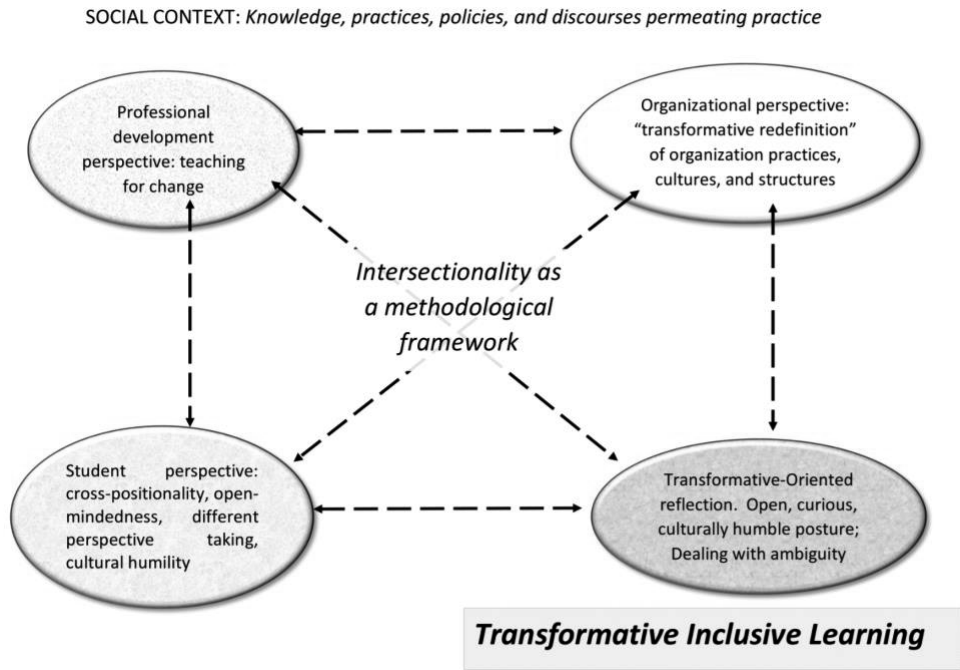 SOCIAL CONTEXT: Knowledge, practices, policies, and discourses permeating practice
Professional
development
perspective: teaching
for change
Organizational perspective:
“transformative redefinition”
of organization practices,
cultures, and structures
Intersectionality as
a methodological
framework
Student perspective:
cross-positionality, open-
mindedness, different
perspective taking,
cultural humility
Transformative-Oriented
reflection. Open, curious,
culturally humble posture;
Dealing with ambiguity
Transformative Inclusive Learning